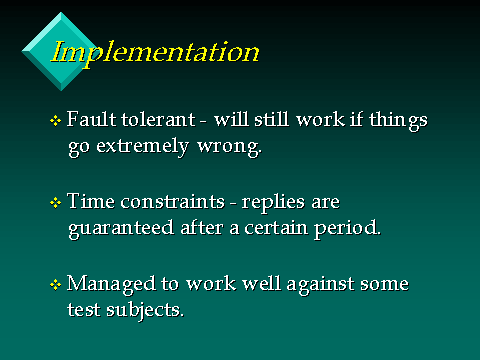 Implementation
❖ Fault tolerant - will still work if things
go extremely wrong.
❖ Time constraints - replies are
guaranteed after a certain period.
❖ Managed to work well against some
test subjects.